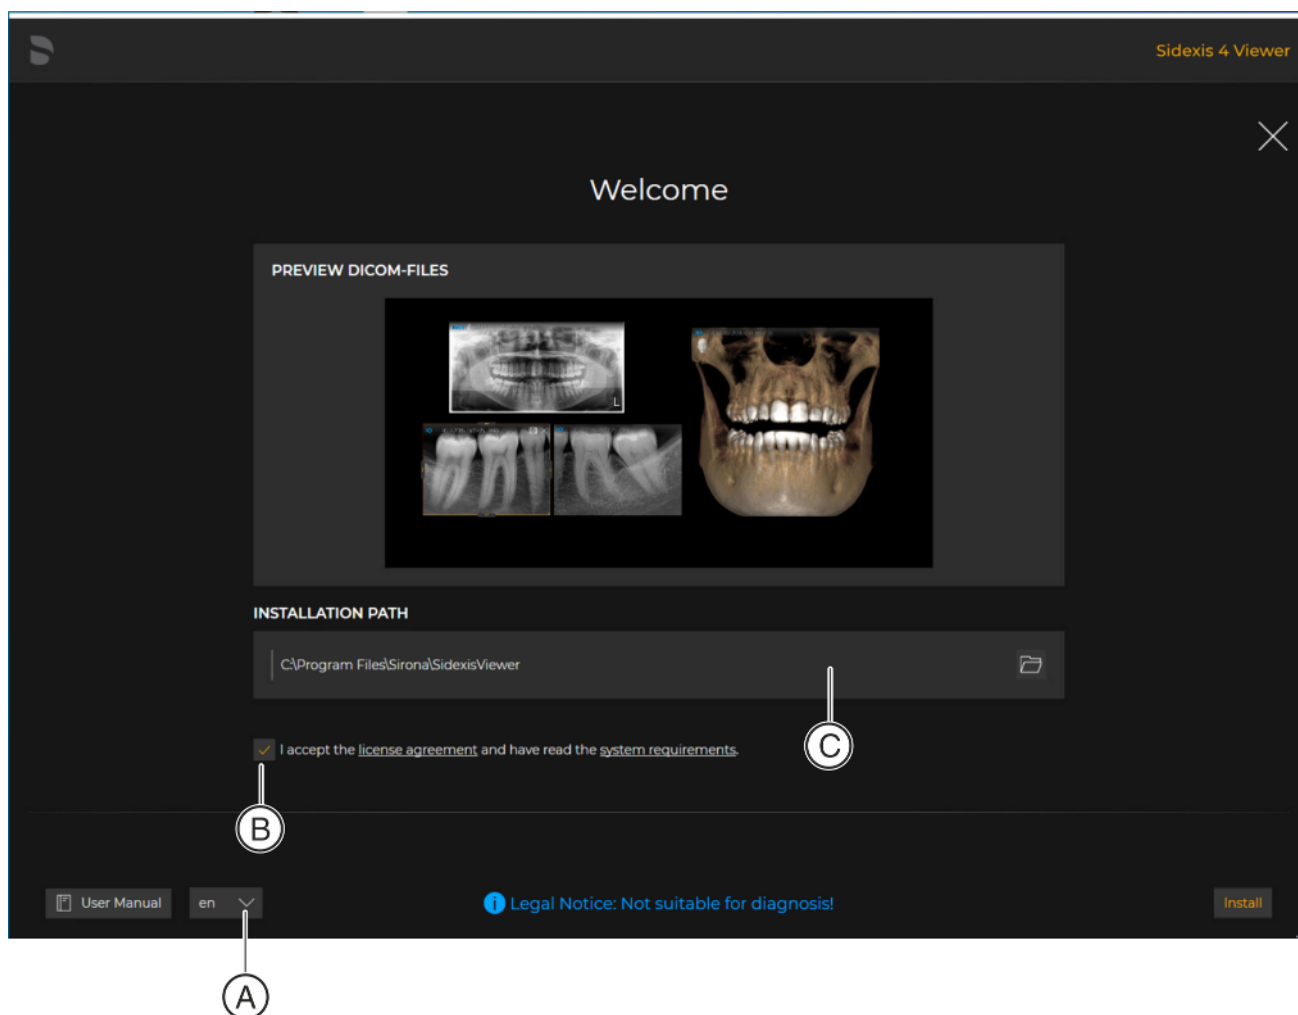 Sidexis 4 Viewer
Welcome
PREVIEW DICOM-FILES
L
INSTALLATION PATH
C:\Program Files\Sirona\SidexisViewer
C
I accept the license agreement and have read the system requirements.
B
User Manual
en
Legal Notice: Not suitable for diagnosis!
Install
A